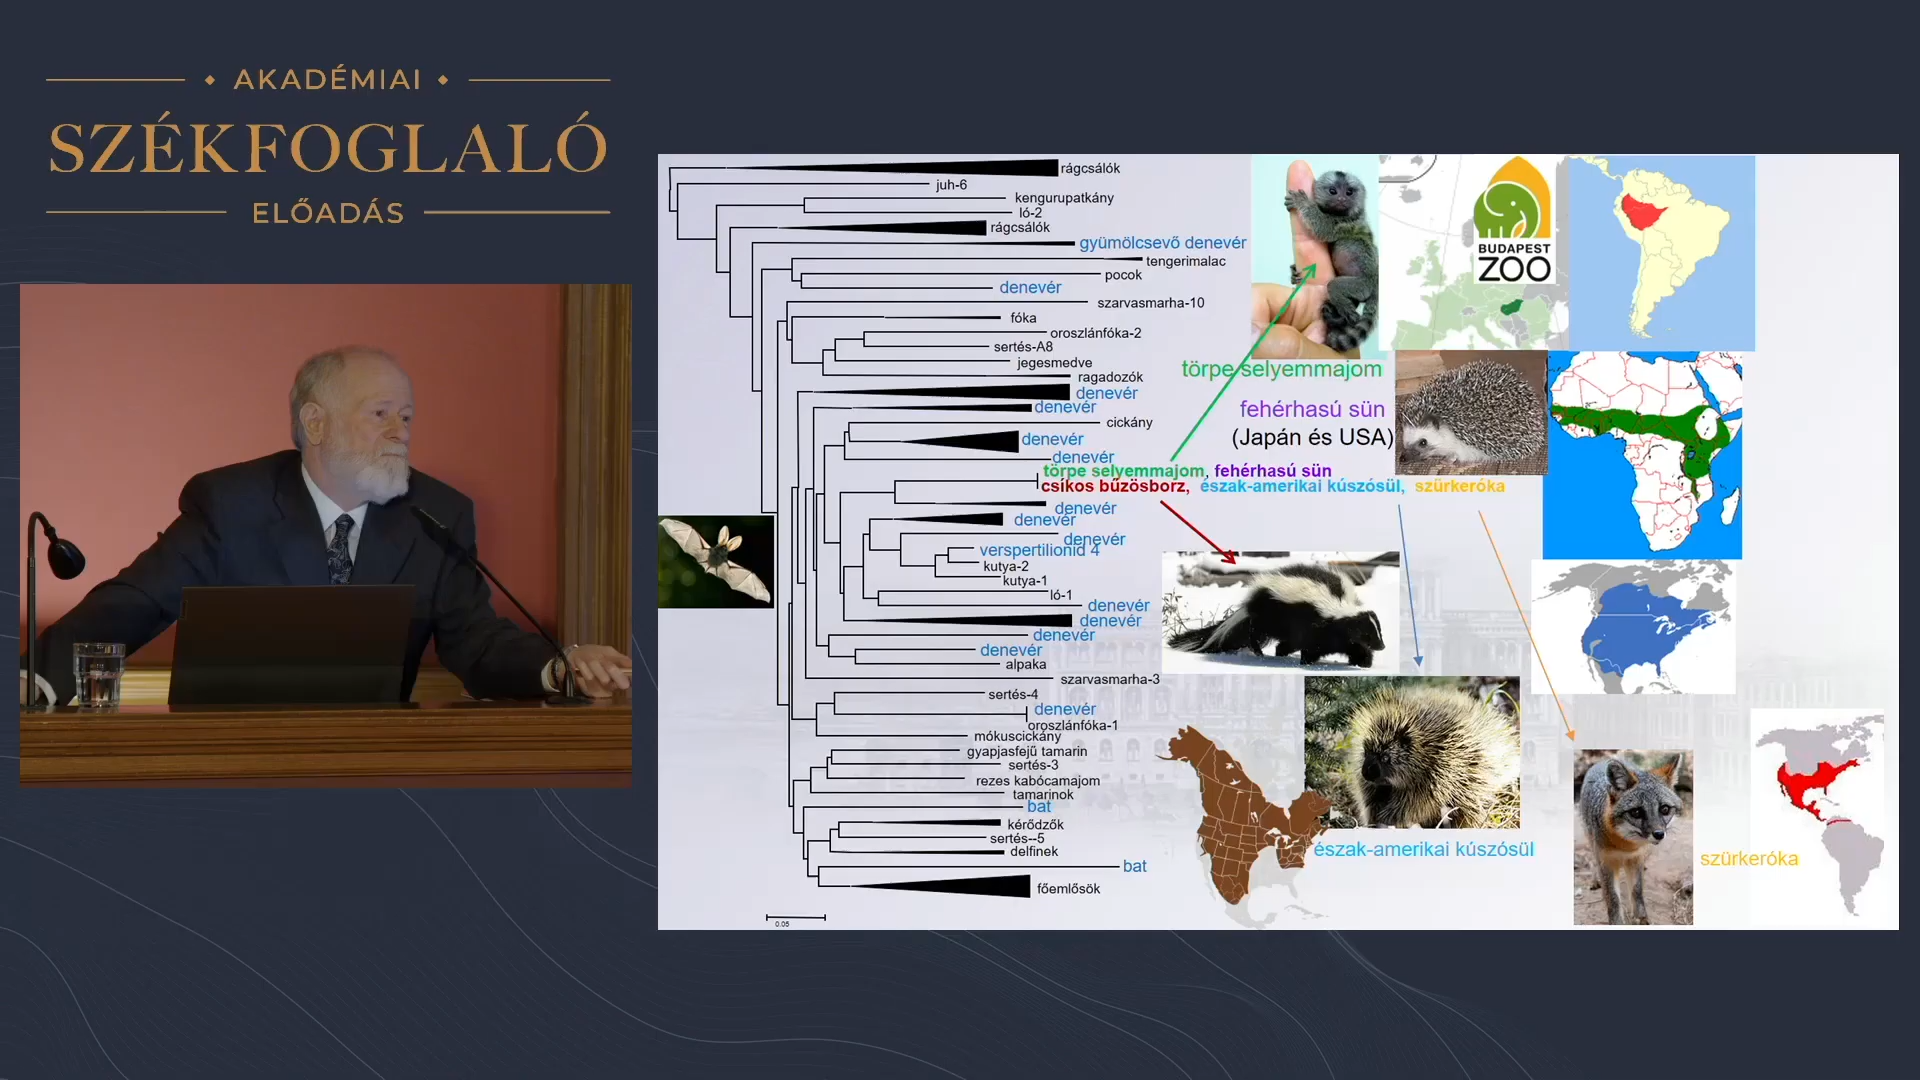 AKADÉMIAI
SZÉKFOGLALÓ
ELŐADÁS
rágcsálók
juh-6
kengurupatkány
ló-2
rágcsálók
gyümölcsevő denevér
tengerimalac
pocok
denevér
szarvasmarha-10
fóka
oroszlánfóka-2
sertés-A8
jegesmedve
ragadozók
denevér
denevér
cickány
denevér
denevér
törpe selyemmajom, fehérhasú sün
csíkos bűzösborz, észak-amerikai kúszósül, szürkeróka
denevér
denevér
denevér
verspertilionid 4
kutya-2
kutya-1
ló-1
denevér
denevér
denevér
denevér
alpaka
szarvasmarha-3
sertés-4
denevér
oroszlánfóka-1
mókuscickány
gyapjasfejű tamarin
sertés-3
rezes kabócamajom
tamarinok
bat
kérődzők
sertés--5
delfinek
bat
főemlősök
0.05
BUDAPEST
ZOO
törpe selyemmajom
fehérhasú sün
(Japán és USA)
észak-amerikai kúszósül
szürkeróka